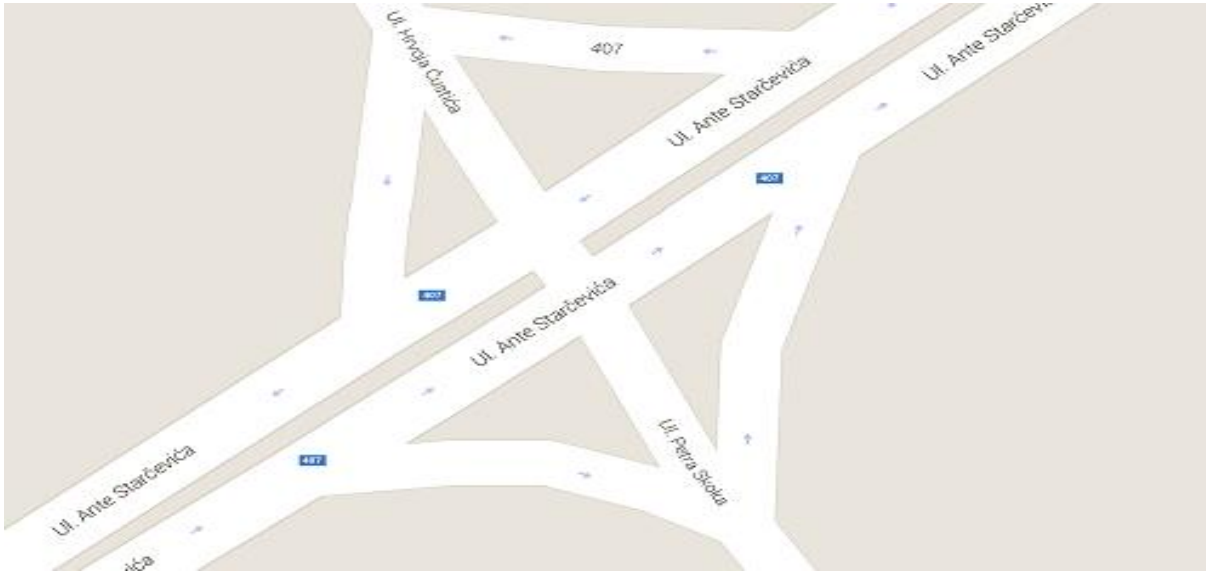 Ul. Hrvoja Ćustića
407
Ul. Ante Starčevića
Ul. Ante Starčevića
407
407
Ul. Ante Starčevića
Ul. Petra Skoka
407
Ul. Ante Starčevića
vića